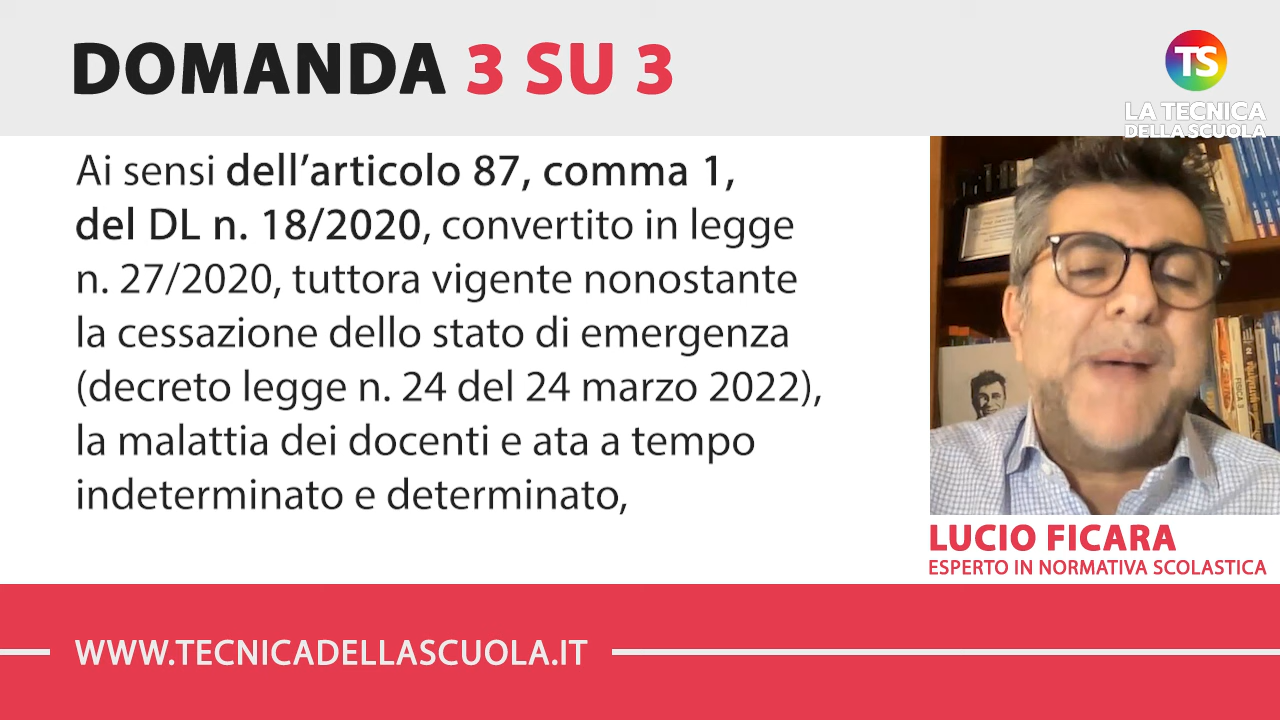 DOMANDA 3 SU 3
TS
LA TECNICA
DELLA SCUOLA
Ai sensi dell’articolo 87, comma 1,
del DL n. 18/2020, convertito in legge
n. 27/2020, tuttora vigente nonostante
la cessazione dello stato di emergenza
(decreto legge n. 24 del 24 marzo 2022),
la malattia dei docenti e ata a tempo
indeterminato e determinato,
LUCIO FICARA
ESPERTO IN NORMATIVA SCOLASTICA
WWW.TECNICADELLASCUOLA.IT